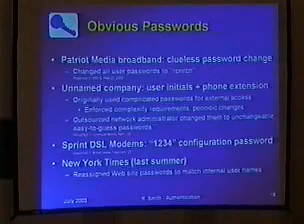 Obvious Passwords
• Patriot Media broadband: clueless password change
– Changed all user passwords to
• Unnamed company: user initials + phone extension
– Originally used complicated passwords for external access
• Enforced complexity requirements, periodic changes
– Outsourced network administrator changed them to unchangeable
easy-to-guess passwords
• Sprint DSL Modems: "1234" configuration password
• New York Times (last summer)
– Reassigned Web site passwords to match internal user names
July 2003 R. Smith - Authentication